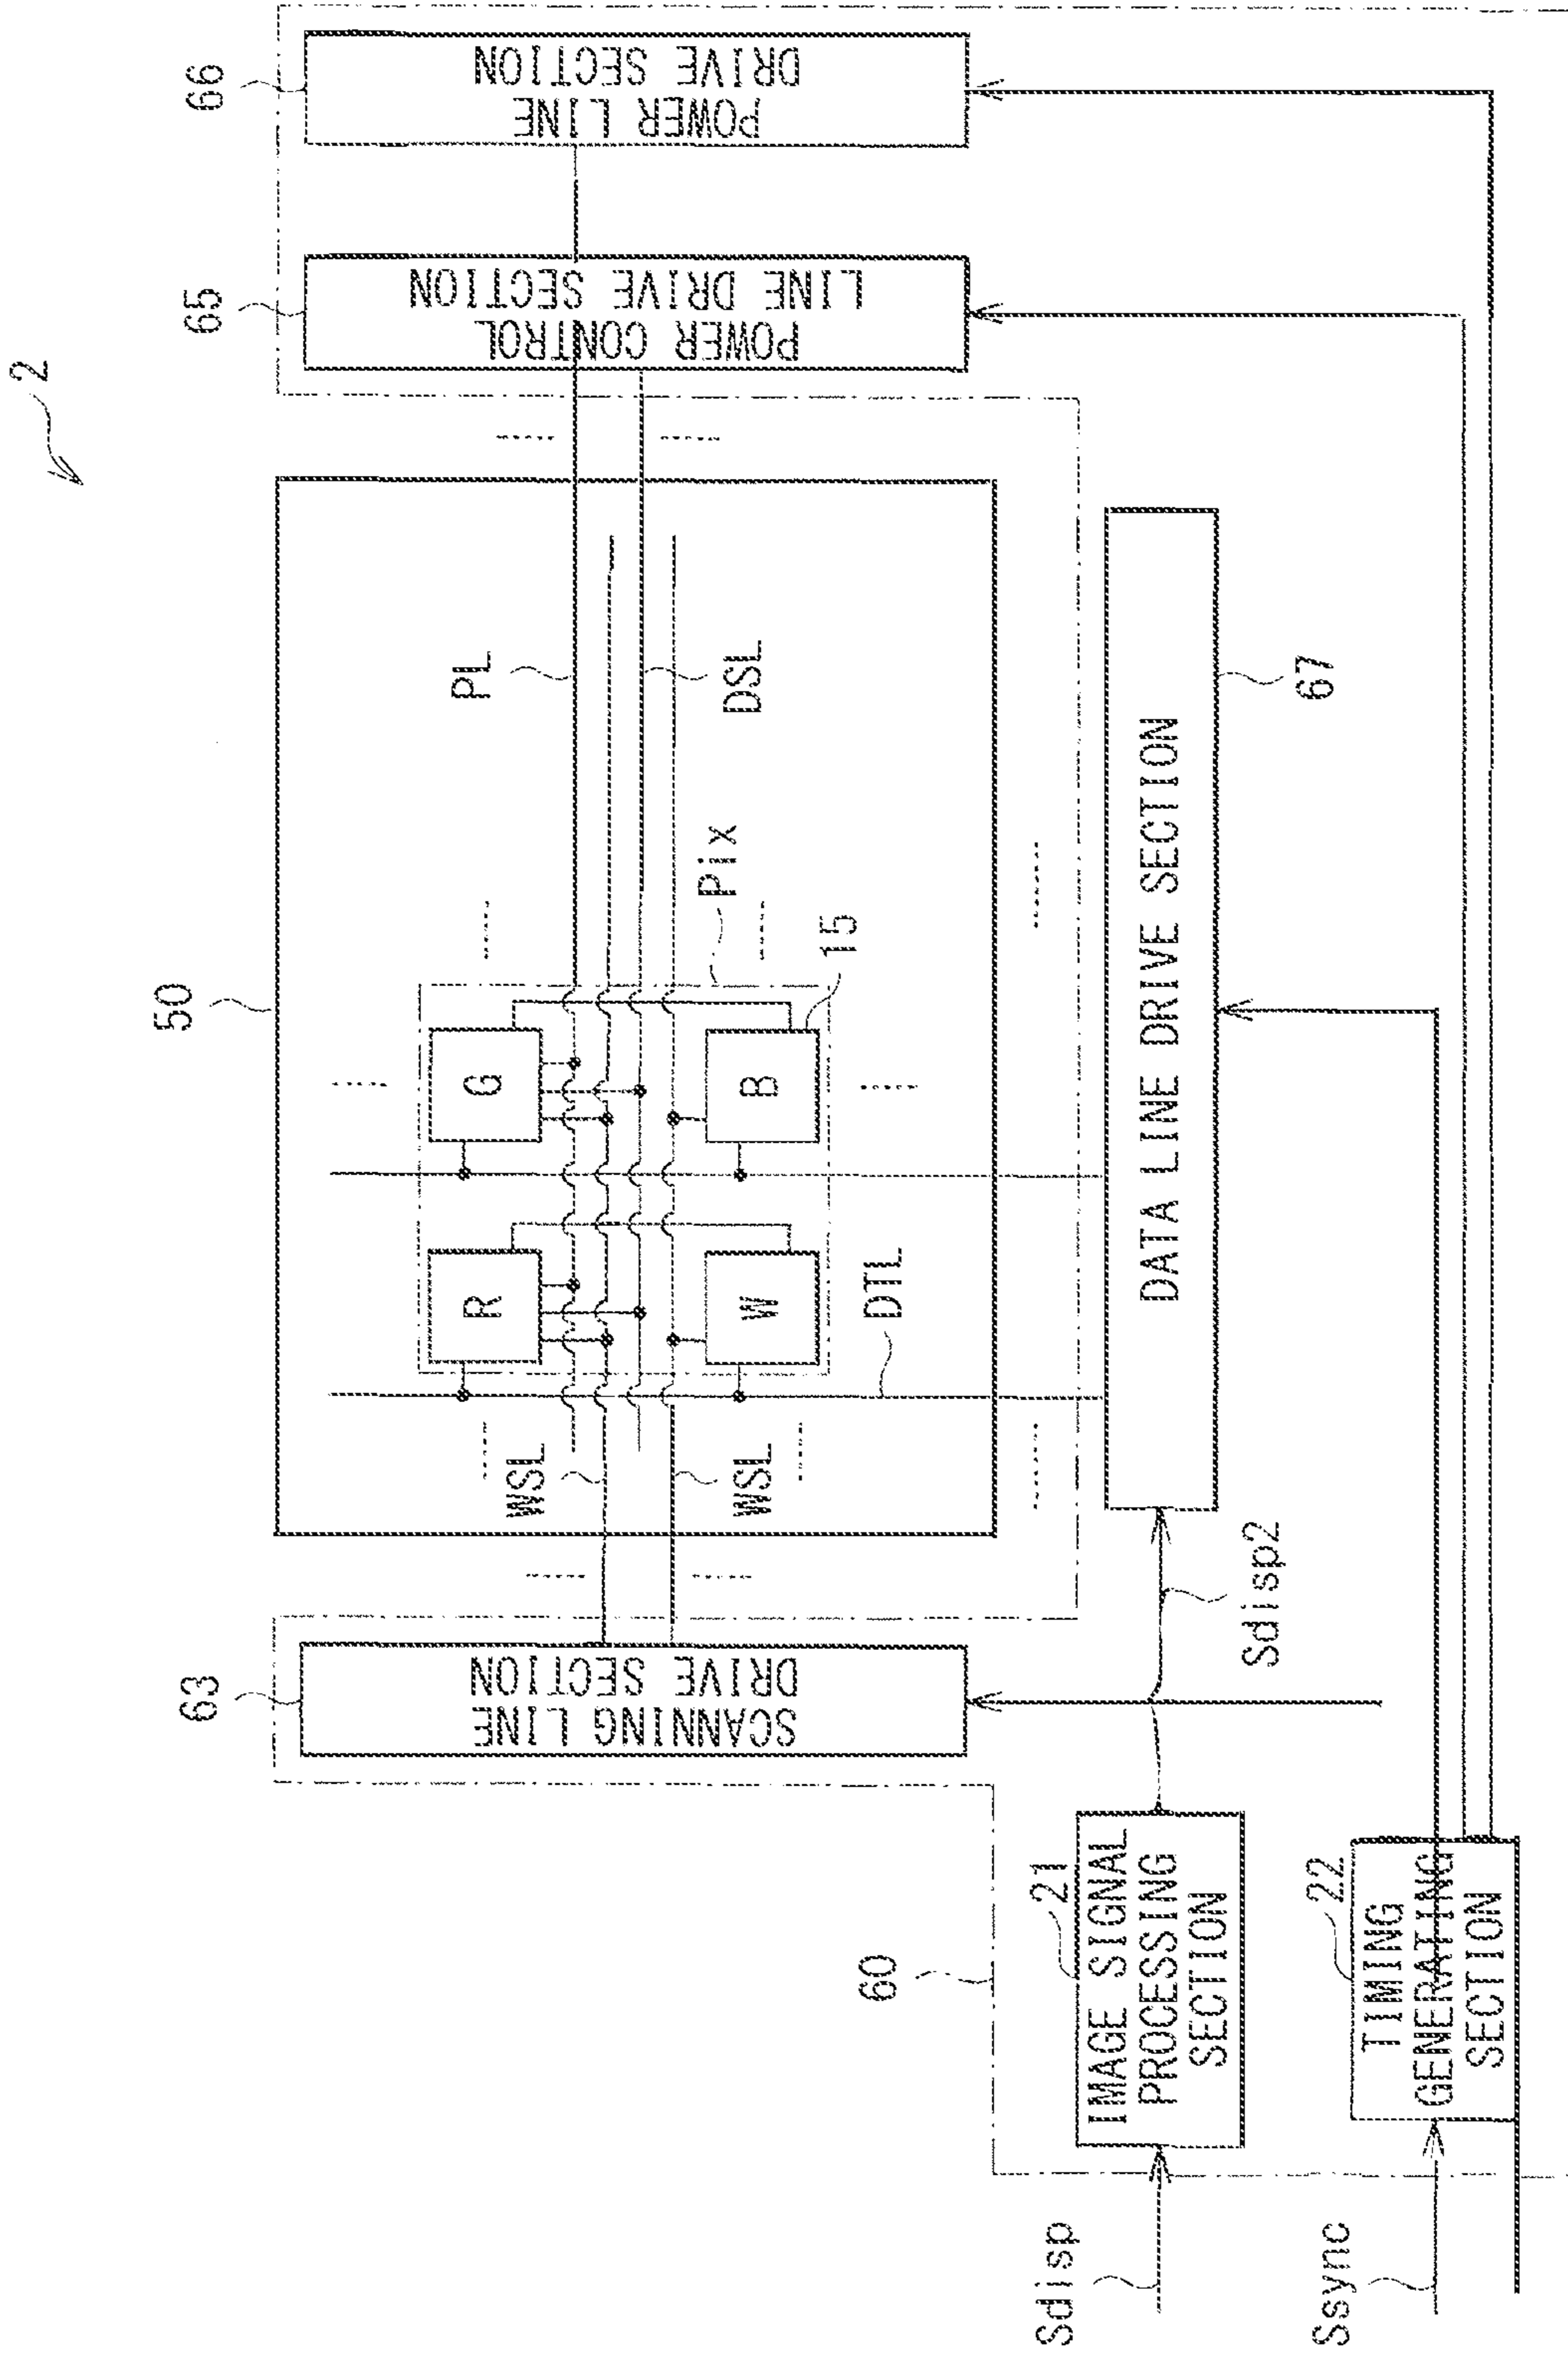 2
50
63
SCANNING LINE
DRIVE SECTION
65
POWER CONTROL
LINE DRIVE SECTION
66
POWER LINE
DRIVE SECTION
R
G
PL
WSL
WSL
DSL
W
B
Pix
15
DTL
60
Sdisp
21
IMAGE SIGNAL
PROCESSING
SECTION
Sdisp2
DATA LINE DRIVE SECTION
67
Ssync
22
TIMING
GENERATING
SECTION